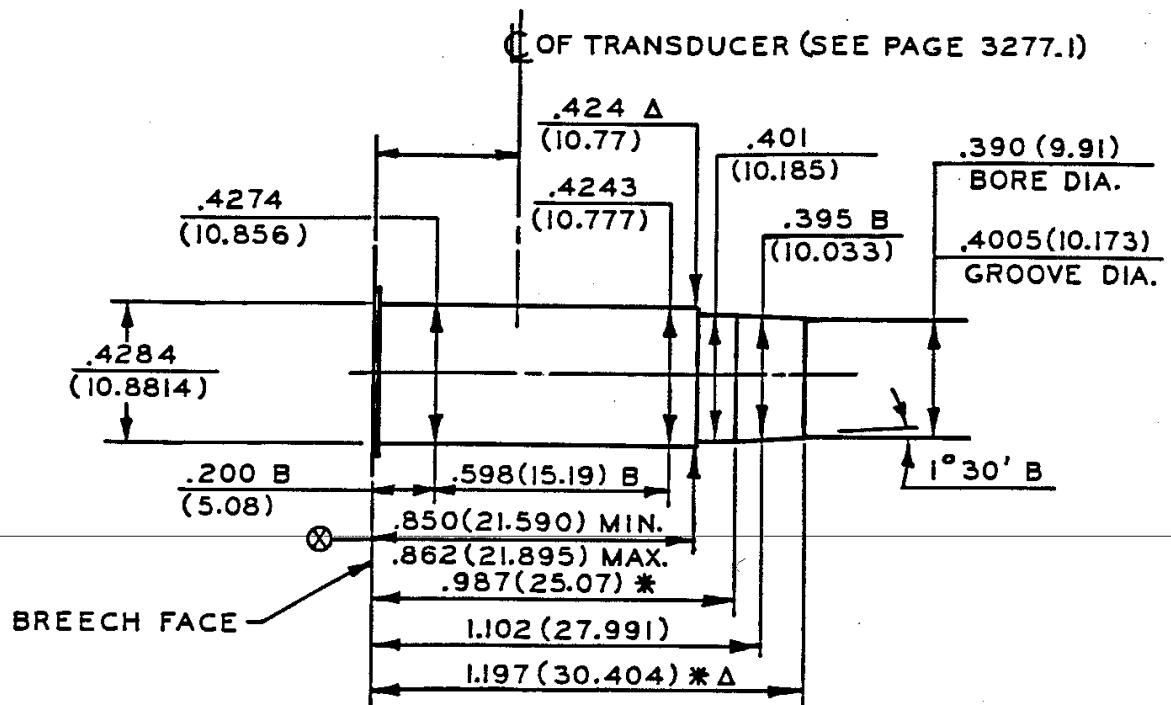 ℄ OF TRANSDUCER (SEE PAGE 3277.1)
.424 Δ
(10.77)
.401
(10.185)
.390 (9.91)
BORE DIA.
.4274
(10.856)
.4243
(10.777)
.395 B
(10.033)
.4005(10.173)
GROOVE DIA.
.4284
(10.8814)
.200 B
(5.08)
.598(15.19) B
1°30' B
.850(21.590) MIN.
.862(21.895) MAX.
.987(25.07) *
BREECH FACE
1.102 (27.991)
1.197 (30.404) * Δ